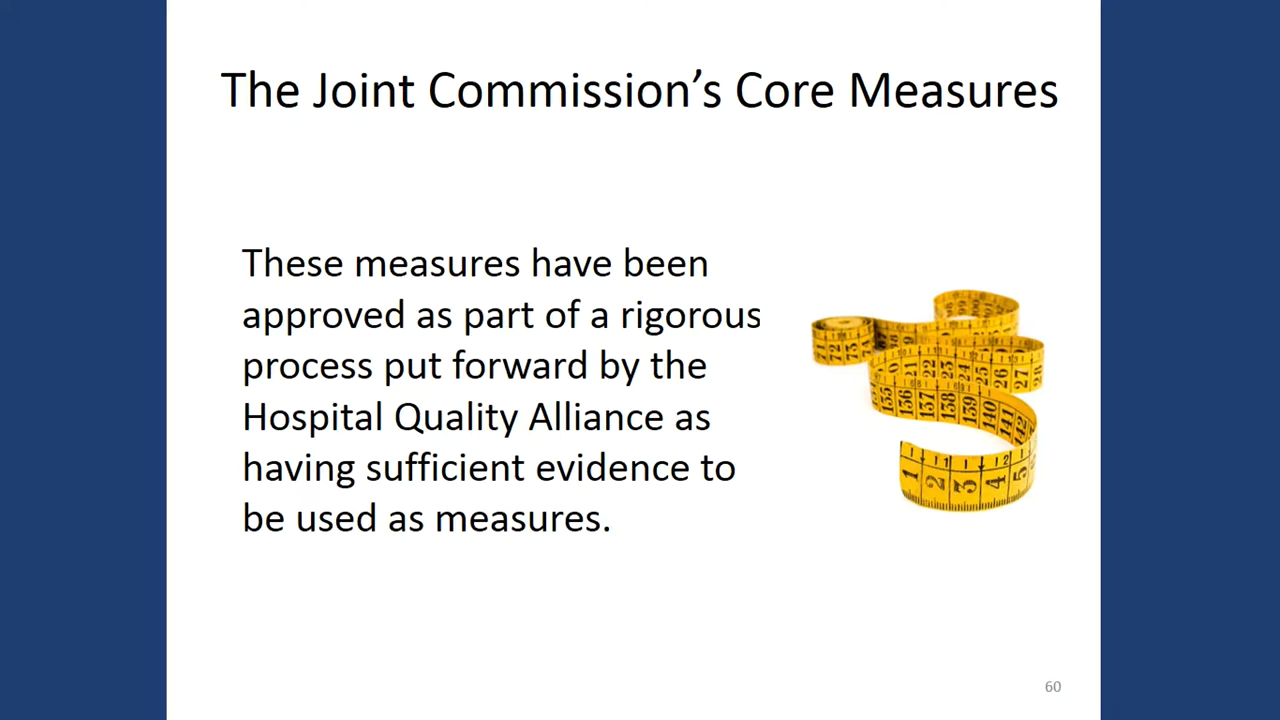 The Joint Commission’s Core Measures
These measures have been
approved as part of a rigorous
process put forward by the
Hospital Quality Alliance as
having sufficient evidence to
be used as measures.
60